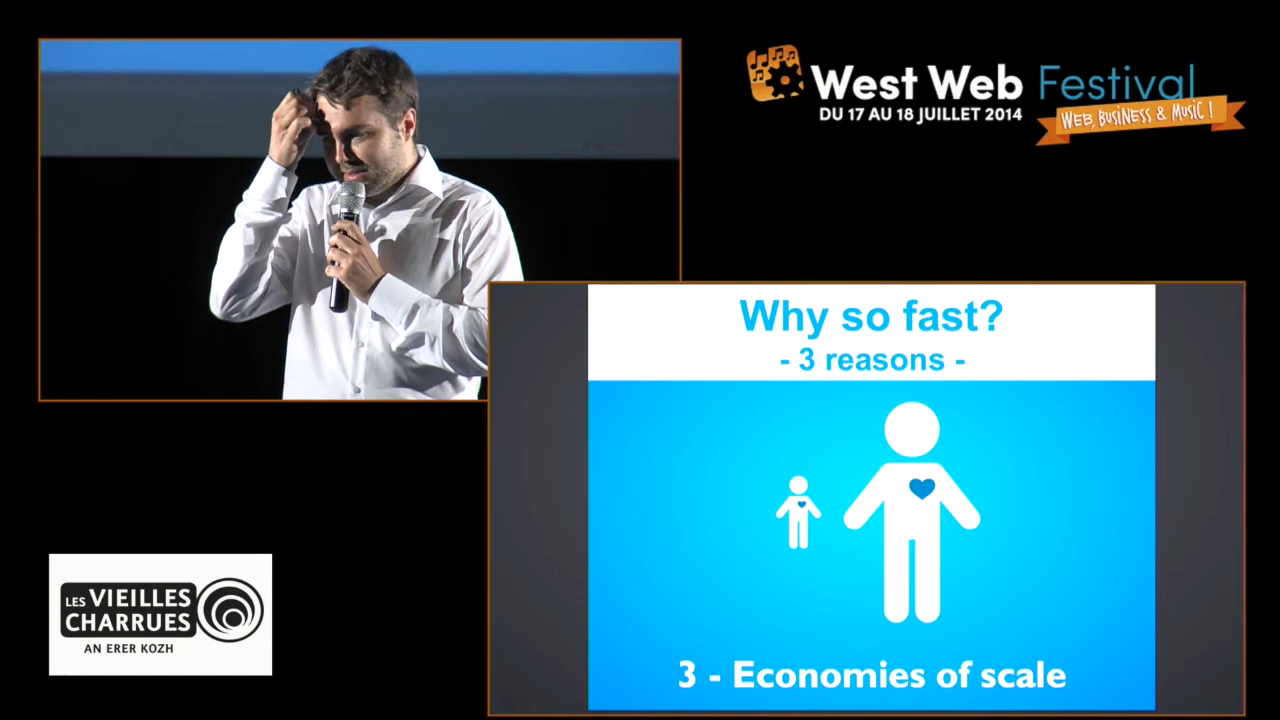 West Web Festival
DU 17 AU 18 JUILLET 2014
WEB, BUSINESS & MUSIC !
Why so fast?
- 3 reasons -
3 - Economies of scale
LES VIEILLES
CHARRUES
AN ERER KOZH